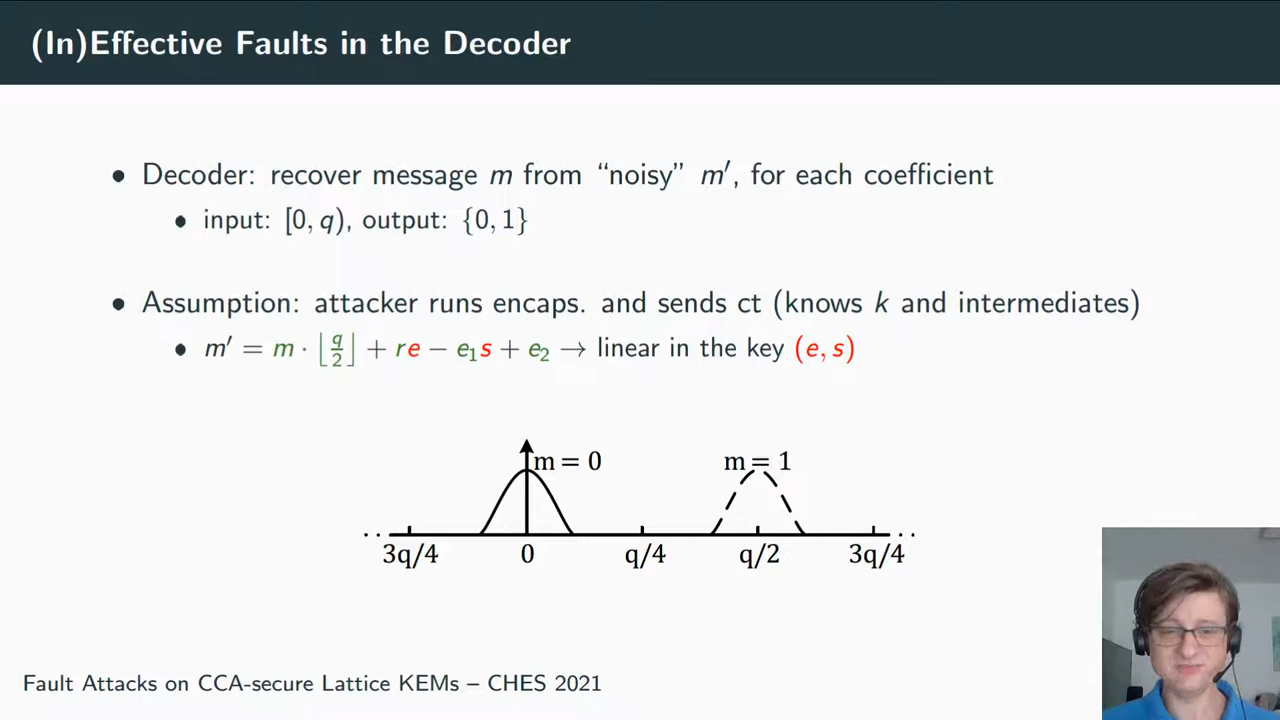 (In)Effective Faults in the Decoder
• Decoder: recover message m from “noisy” m′, for each coefficient
• input: [0, q), output: {0, 1}
• Assumption: attacker runs encaps. and sends ct (knows k and intermediates)
• m′ = m · ⌊q/2⌋ + re − e₁s + e₂ → linear in the key (e, s)
m = 0 m = 1
3q/4 0 q/4 q/2 3q/4
Fault Attacks on CCA-secure Lattice KEMs – CHES 2021